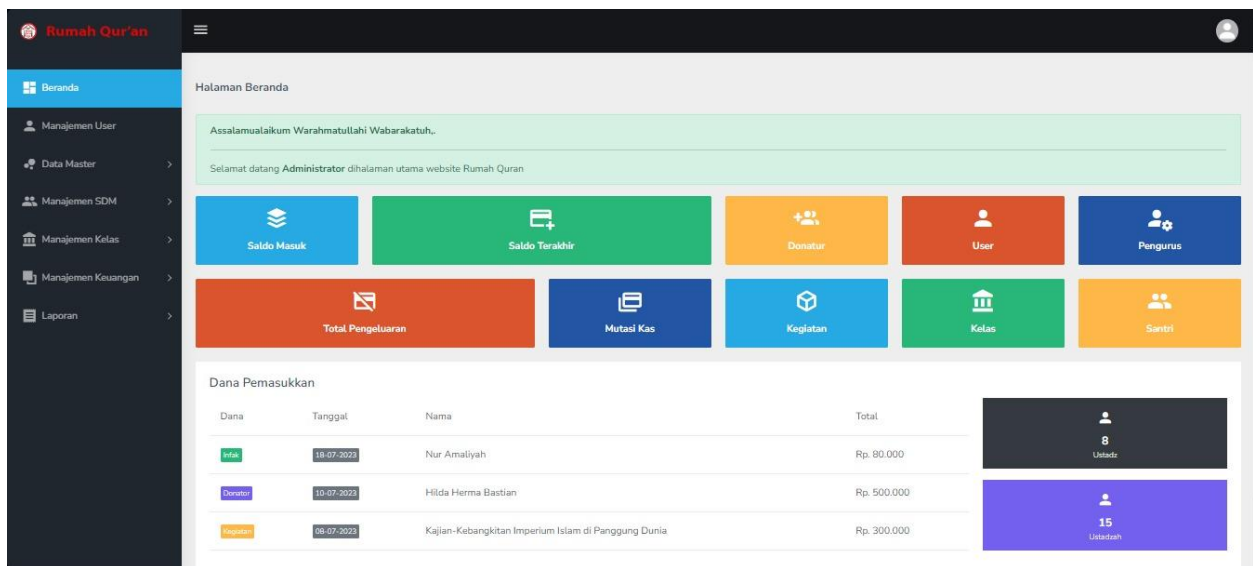 Rumah Qur'an
Beranda
Manajemen User
Data Master
Manajemen SDM
Manajemen Kelas
Manajemen Keuangan
Laporan
Halaman Beranda
Assalamualaikum Warahmatullahi Wabarakatuh,.
Selamat datang Administrator dihalaman utama website Rumah Quran
Saldo Masuk
Saldo Terakhir
Donatur
User
Pengurus
Total Pengeluaran
Mutasi Kas
Kegiatan
Kelas
Santri
Dana Pemasukkan
Dana Tanggal Nama Total
Infak 18-07-2023 Nur Amaliyah Rp. 80.000
Donator 10-07-2023 Hilda Herma Bastian Rp. 500.000
Kegiatan 08-07-2023 Kajian-Kebangkitan Imperium Islam di Panggung Dunia Rp. 300.000
8
Ustadz
15
Ustadzah